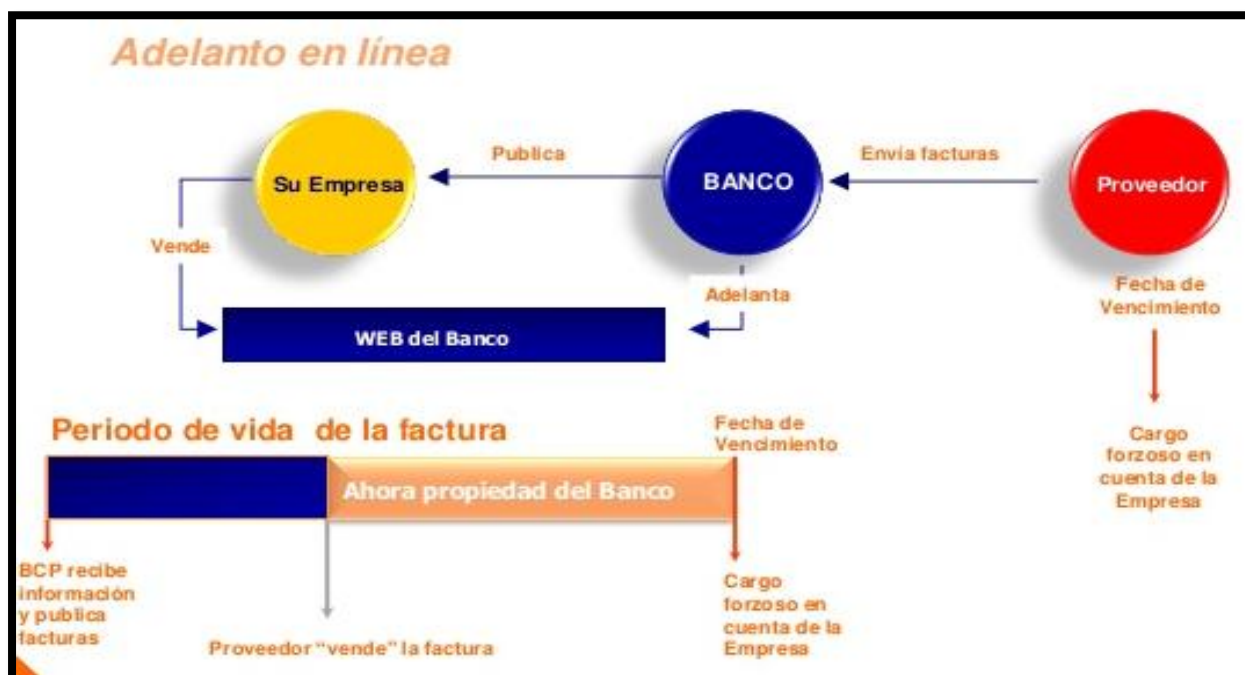 Adelanto en línea
Publica
Envía facturas
Su Empresa
BANCO
Proveedor
Vende
Adelanta
Fecha de
Vencimiento
WEB del Banco
Periodo de vida de la factura
Fecha de
Vencimiento
Cargo
forzoso en
cuenta de la
Empresa
Ahora propiedad del Banco
BCP recibe
información
y publica
facturas
Proveedor “vende” la factura
Cargo
forzoso en
cuenta de la
Empresa